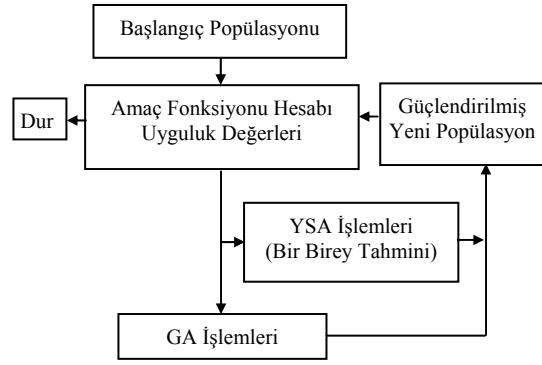 Başlangıç Popülasyonu
Dur
Amaç Fonksiyonu Hesabı
Uyguluk Değerleri
Güçlendirilmiş
Yeni Popülasyon
YSA İşlemleri
(Bir Birey Tahmini)
GA İşlemleri